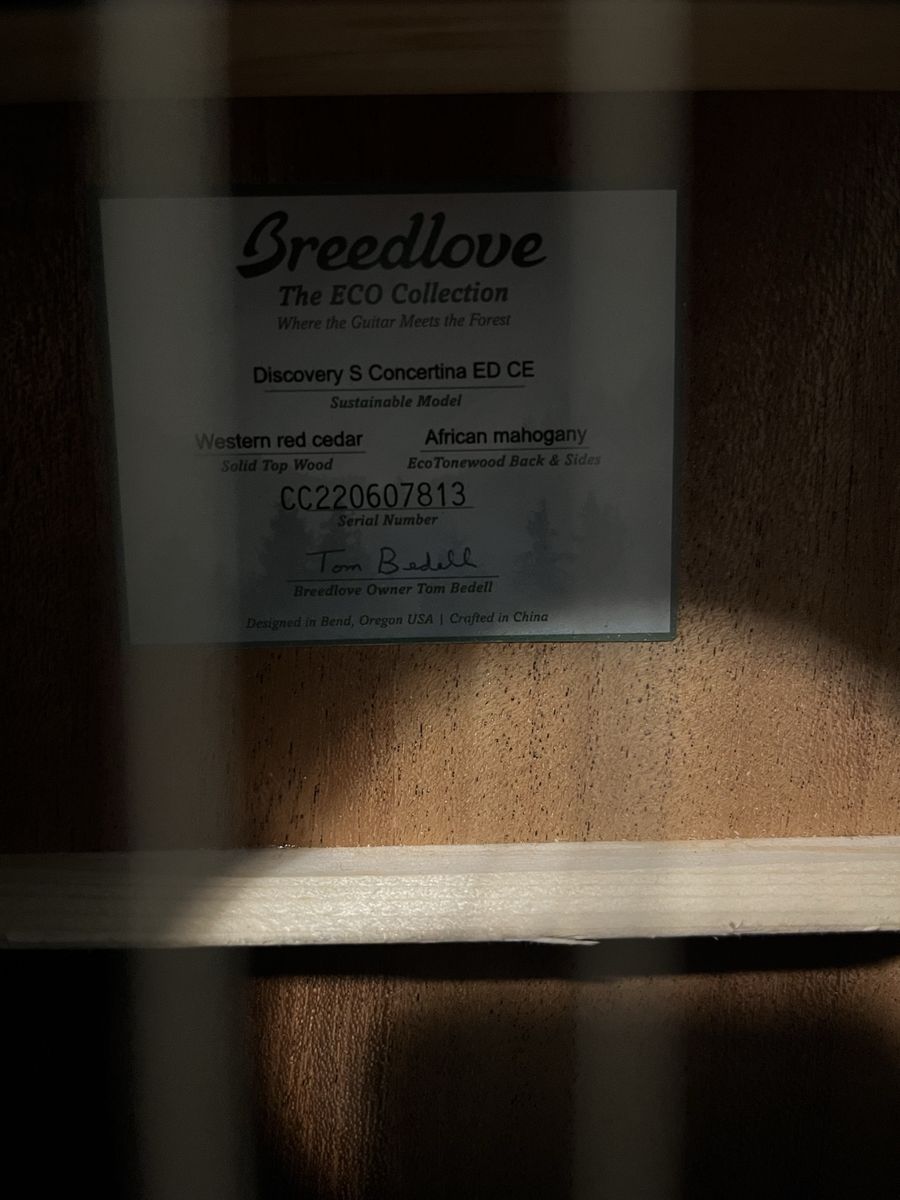 Breedlove
The ECO Collection
Where the Guitar Meets the Forest
Discovery S Concertina ED CE
Sustainable Model
Western red cedar African mahogany
Solid Top Wood EcoTonewood Back & Sides
CC220607813
Serial Number
Tom Bedell
Breedlove Owner Tom Bedell
Designed in Bend, Oregon USA | Crafted in China